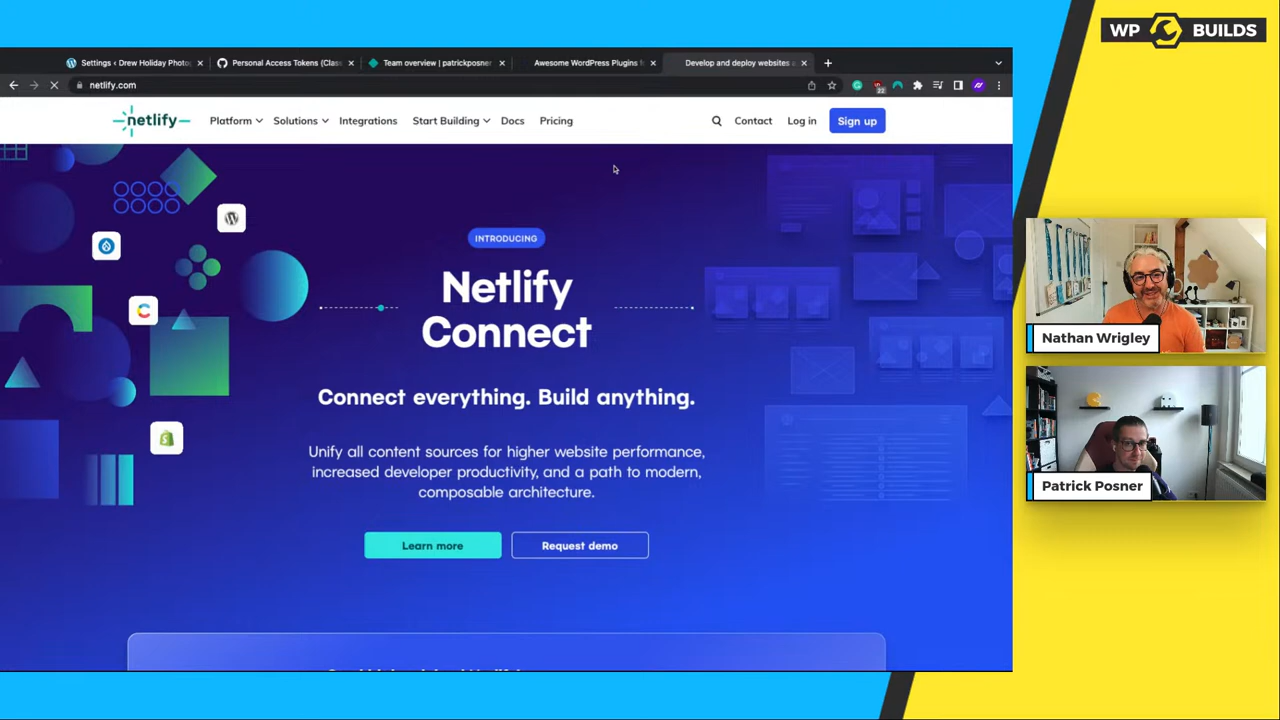 WP BUILDS
Settings ‹ Drew Holiday Photo
Personal Access Tokens (Clas
Team overview | patrickposner
Awesome WordPress Plugins f
Develop and deploy websites
netlify.com
22
netlify
Platform
Solutions
Integrations
Start Building
Docs
Pricing
Contact
Log in
Sign up
INTRODUCING
Netlify
Connect
Connect everything. Build anything.
Unify all content sources for higher website performance,
increased developer productivity, and a path to modern,
composable architecture.
Learn more
Request demo
Nathan Wrigley
Patrick Posner